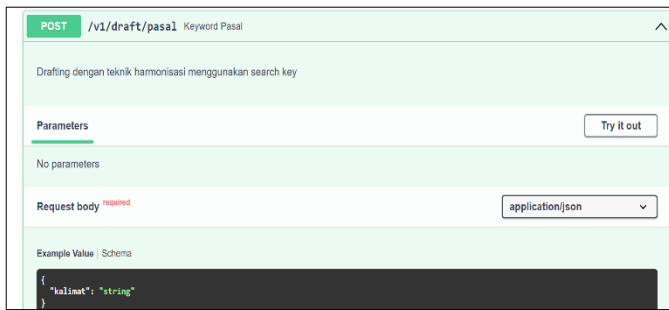 POST /v1/draft/pasal Keyword Pasal
Drafting dengan teknik harmonisasi menggunakan search key
Parameters Try it out
No parameters
Request body required application/json
Example Value | Schema
{
"kalimat": "string"
}